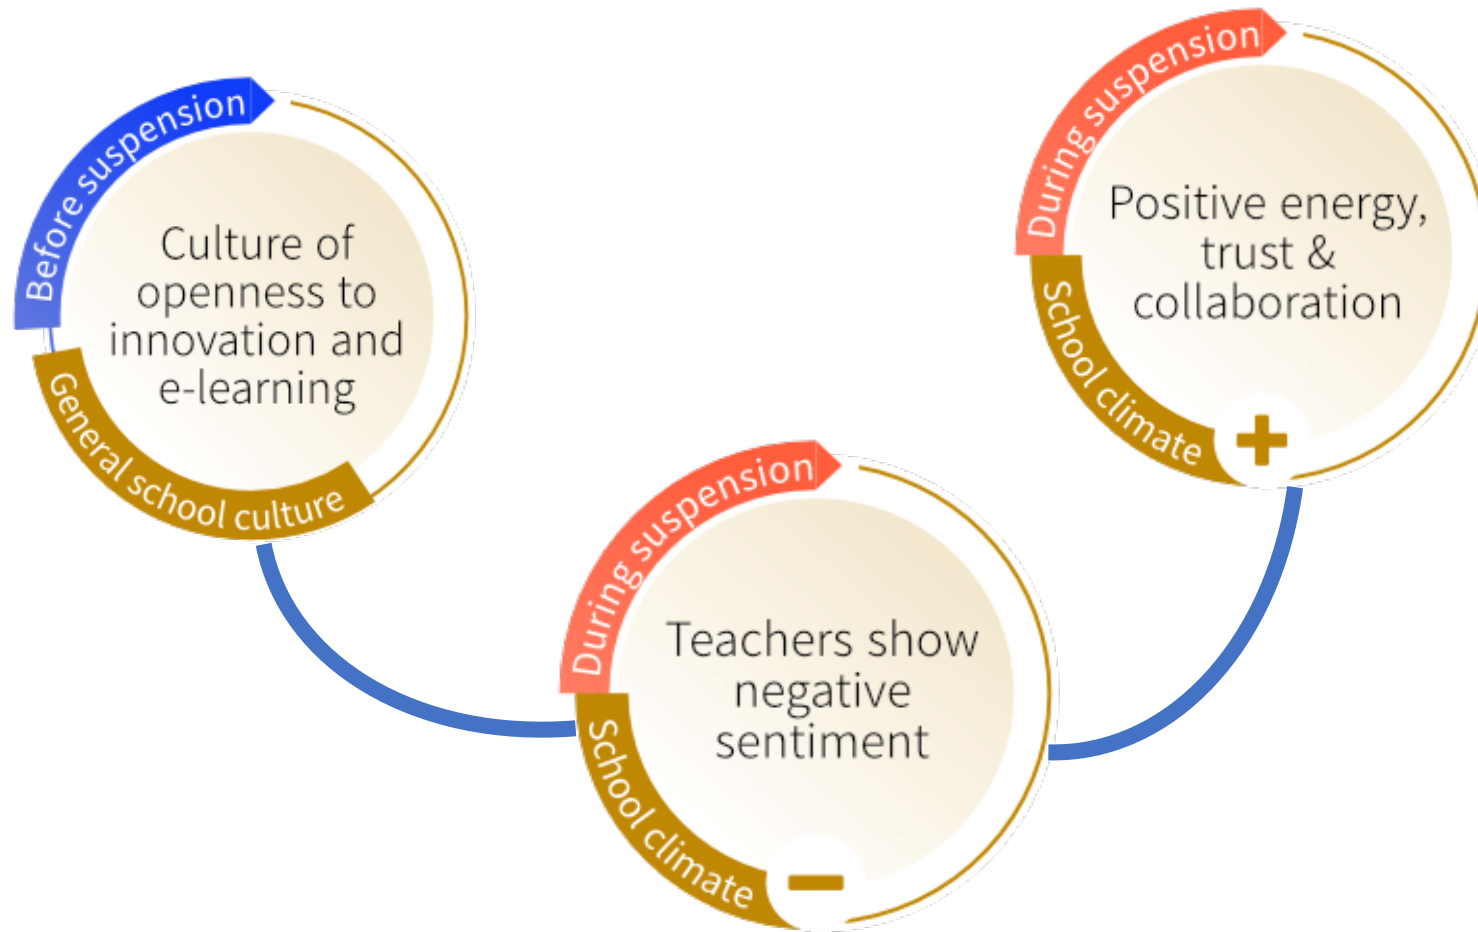 Before suspension
Culture of
openness to
innovation and
e-learning
General school culture
During suspension
Teachers show
negative
sentiment
School climate
During suspension
Positive energy,
trust &
collaboration
School climate